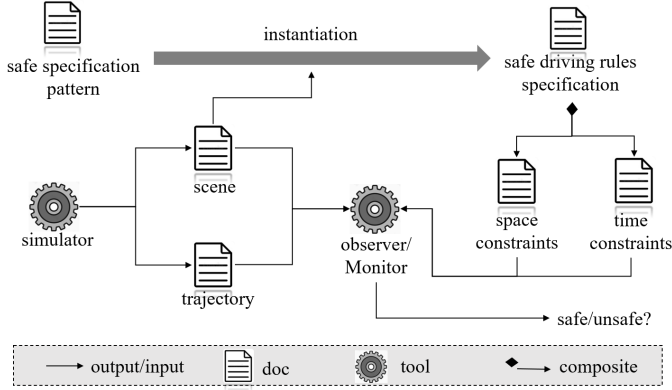 instantiation
safe specification
pattern
safe driving rules
specification
scene
simulator
trajectory
observer/
Monitor
space
constraints
time
constraints
safe/unsafe?
output/input
doc
tool
composite